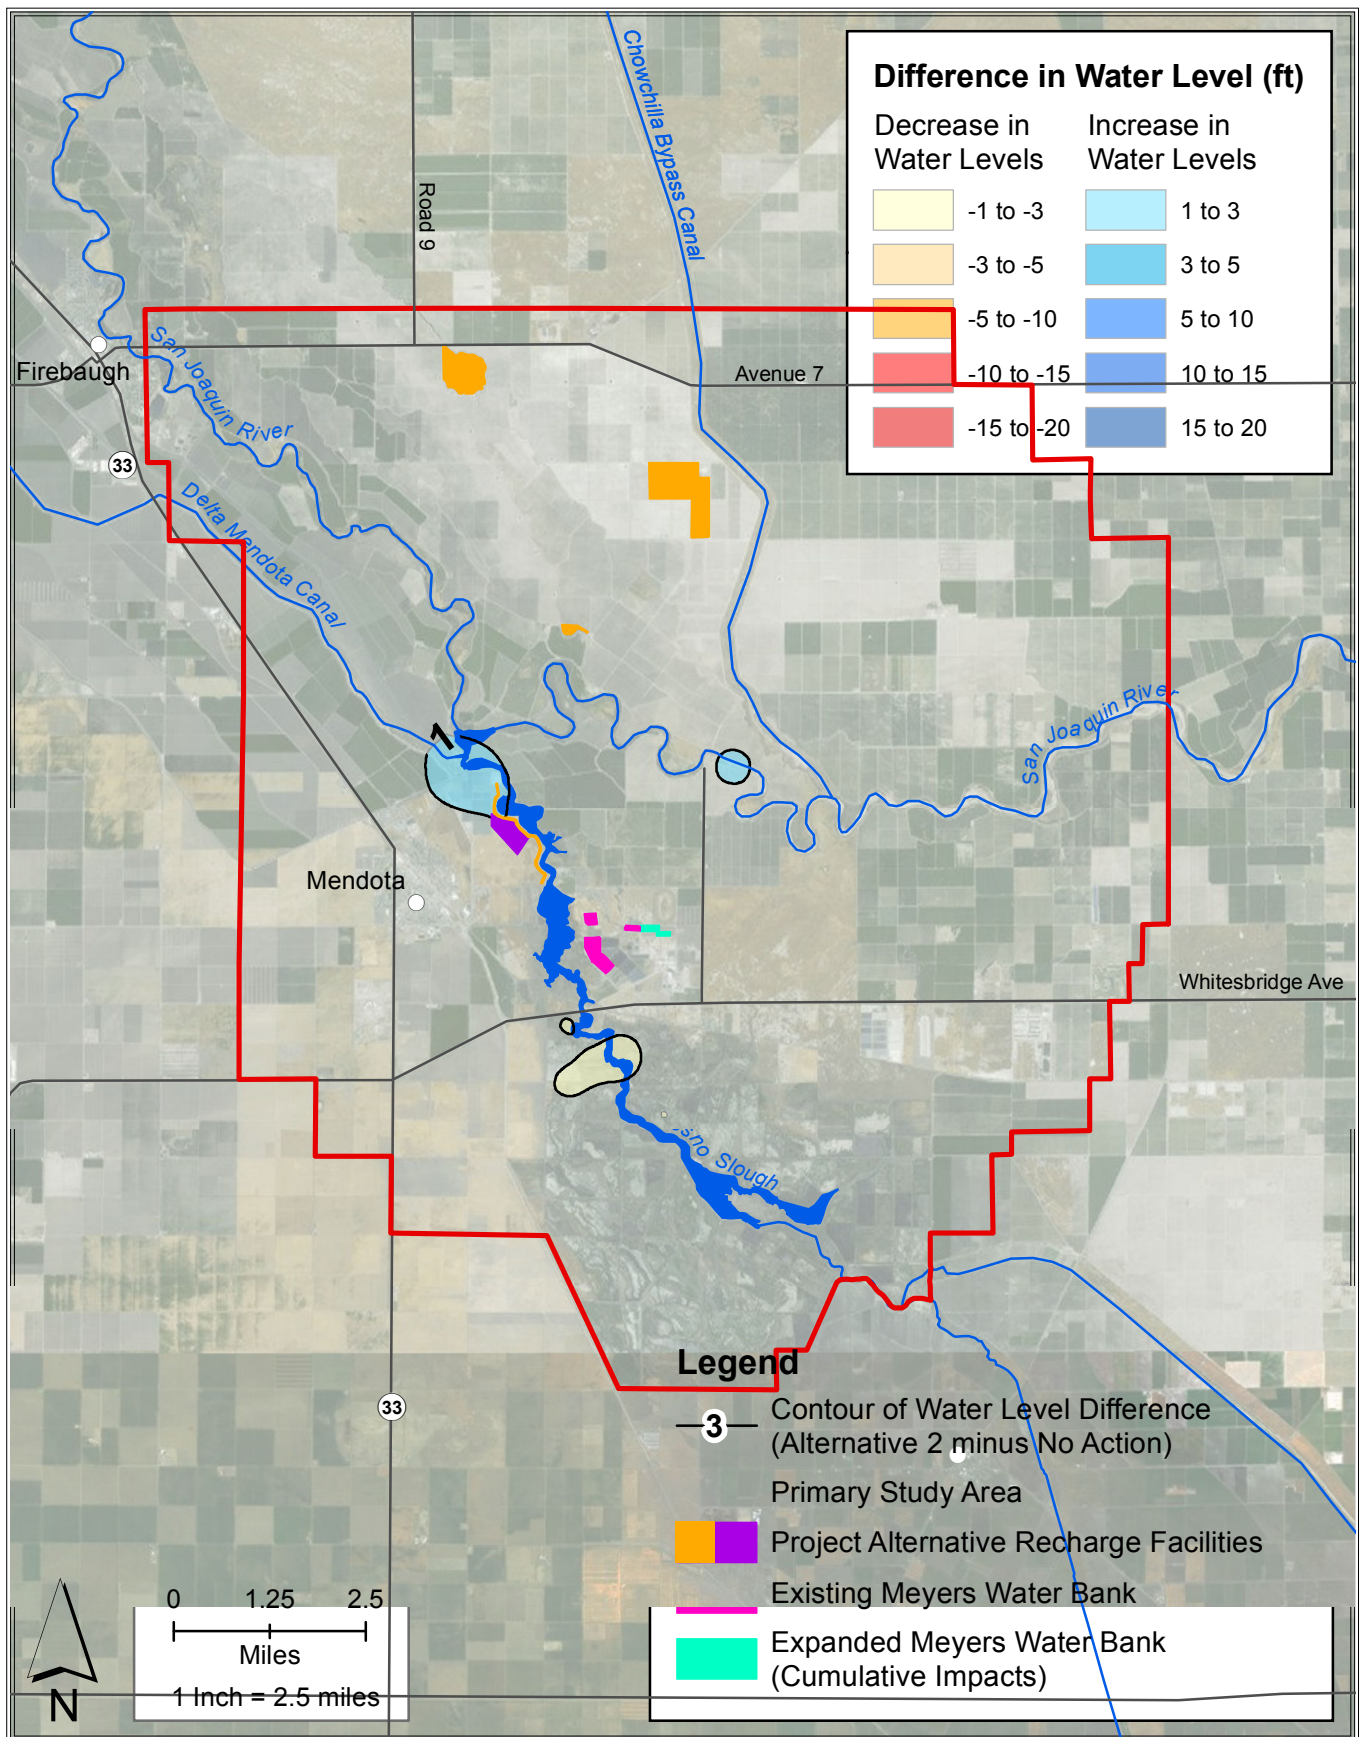 Difference in Water Level (ft)
Decrease in
Water Levels
Increase in
Water Levels
-1 to -3
1 to 3
-3 to -5
3 to 5
-5 to -10
5 to 10
-10 to -15
10 to 15
-15 to -20
15 to 20
Chowchilla Bypass Canal
Road 9
Firebaugh
San Joaquin River
Avenue 7
33
Delta Mendota Canal
San Joaquin River
1
Mendota
Whitesbridge Ave
sno Slough
Legend
3
Contour of Water Level Difference
(Alternative 2 minus No Action)
33
Primary Study Area
Project Alternative Recharge Facilities
Existing Meyers Water Bank
Expanded Meyers Water Bank
(Cumulative Impacts)
0 1.25 2.5
Miles
1 Inch = 2.5 miles
N